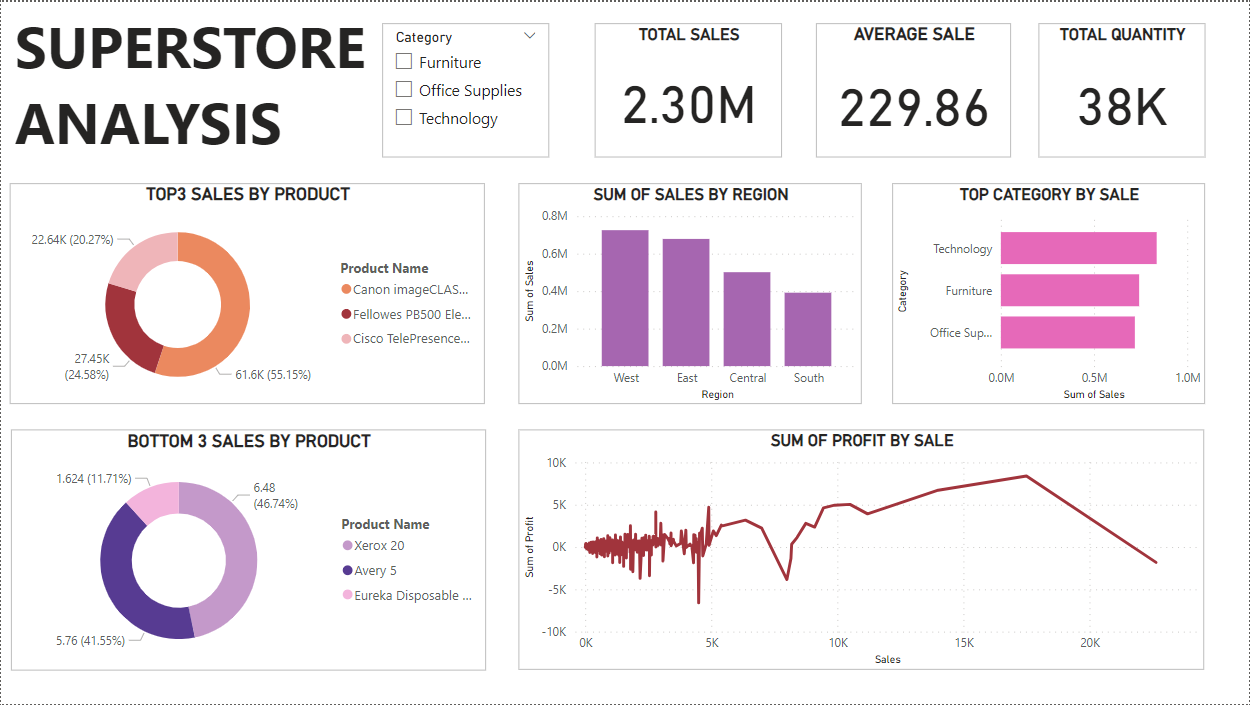 SUPERSTORE
ANALYSIS
Category
Furniture
Office Supplies
Technology
TOTAL SALES
2.30M
AVERAGE SALE
229.86
TOTAL QUANTITY
38K
TOP3 SALES BY PRODUCT
22.64K (20.27%)
27.45K
(24.58%)
61.6K (55.15%)
Product Name
Canon imageCLAS...
Fellowes PB500 Ele...
Cisco TelePresence...
SUM OF SALES BY REGION
Sum of Sales
0.8M
0.6M
0.4M
0.2M
0.0M
West
East
Central
South
Region
TOP CATEGORY BY SALE
Category
Technology
Furniture
Office Sup...
0.0M
0.5M
1.0M
Sum of Sales
BOTTOM 3 SALES BY PRODUCT
1.624 (11.71%)
6.48
(46.74%)
5.76 (41.55%)
Product Name
Xerox 20
Avery 5
Eureka Disposable ...
SUM OF PROFIT BY SALE
Sum of Profit
10K
5K
0K
-5K
-10K
0K
5K
10K
15K
20K
Sales